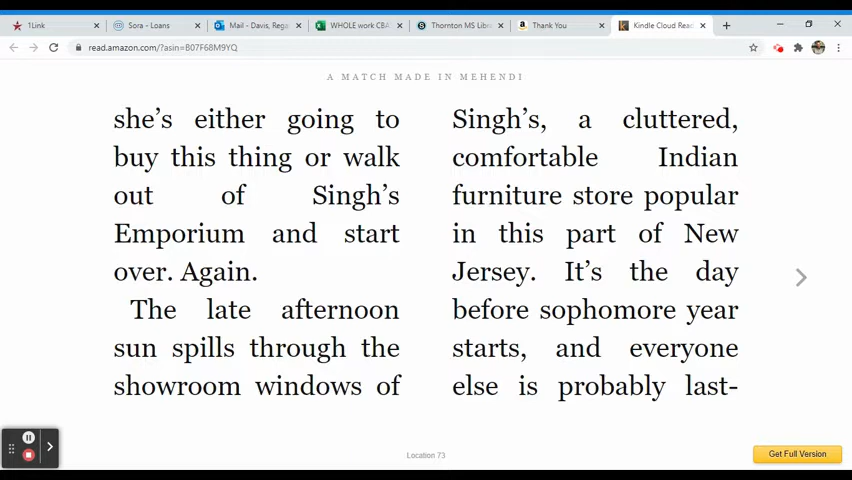 1Link
Sora - Loans
Mail - Davis, Rega
WHOLE work CBA
Thornton MS Libr
Thank You
Kindle Cloud Read
read.amazon.com/?asin=B07F68M9YQ
A MATCH MADE IN MEHENDI
she's either going to
buy this thing or walk
out of Singh's
Emporium and start
over. Again.
The late afternoon
sun spills through the
showroom windows of
Singh's, a cluttered,
comfortable Indian
furniture store popular
in this part of New
Jersey. It's the day
before sophomore year
starts, and everyone
else is probably last-
Location 73
Get Full Version